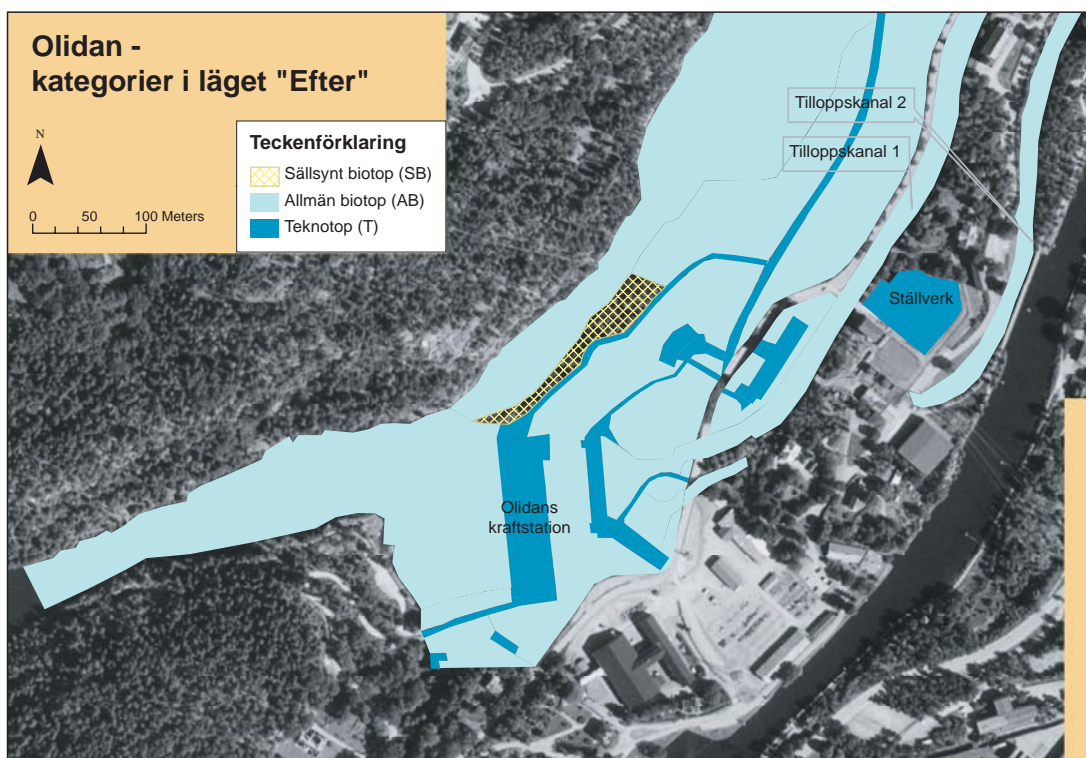 Olidan -
kategorier i läget "Efter"
N
0 50 100 Meters
Teckenförklaring
Sällsynt biotop (SB)
Allmän biotop (AB)
Teknotop (T)
Tilloppskanal 2
Tilloppskanal 1
Ställverk
Olidans
kraftstation